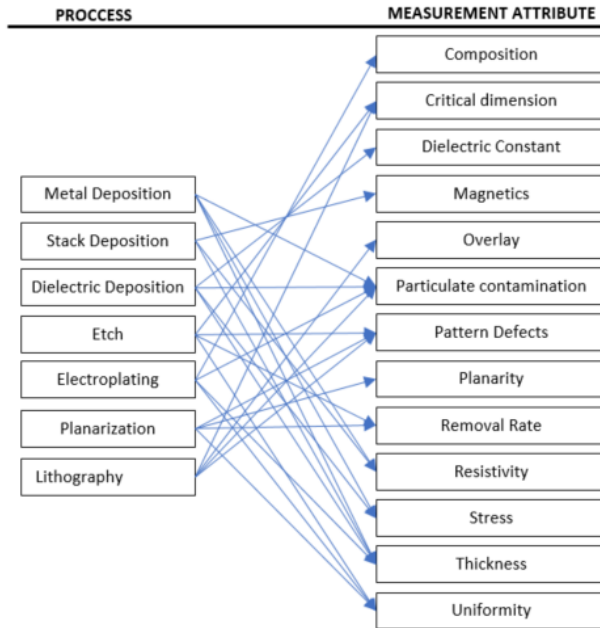 PROCCESS
MEASUREMENT ATTRIBUTE
Metal Deposition
Stack Deposition
Dielectric Deposition
Etch
Electroplating
Planarization
Lithography
Composition
Critical dimension
Dielectric Constant
Magnetics
Overlay
Particulate contamination
Pattern Defects
Planarity
Removal Rate
Resistivity
Stress
Thickness
Uniformity